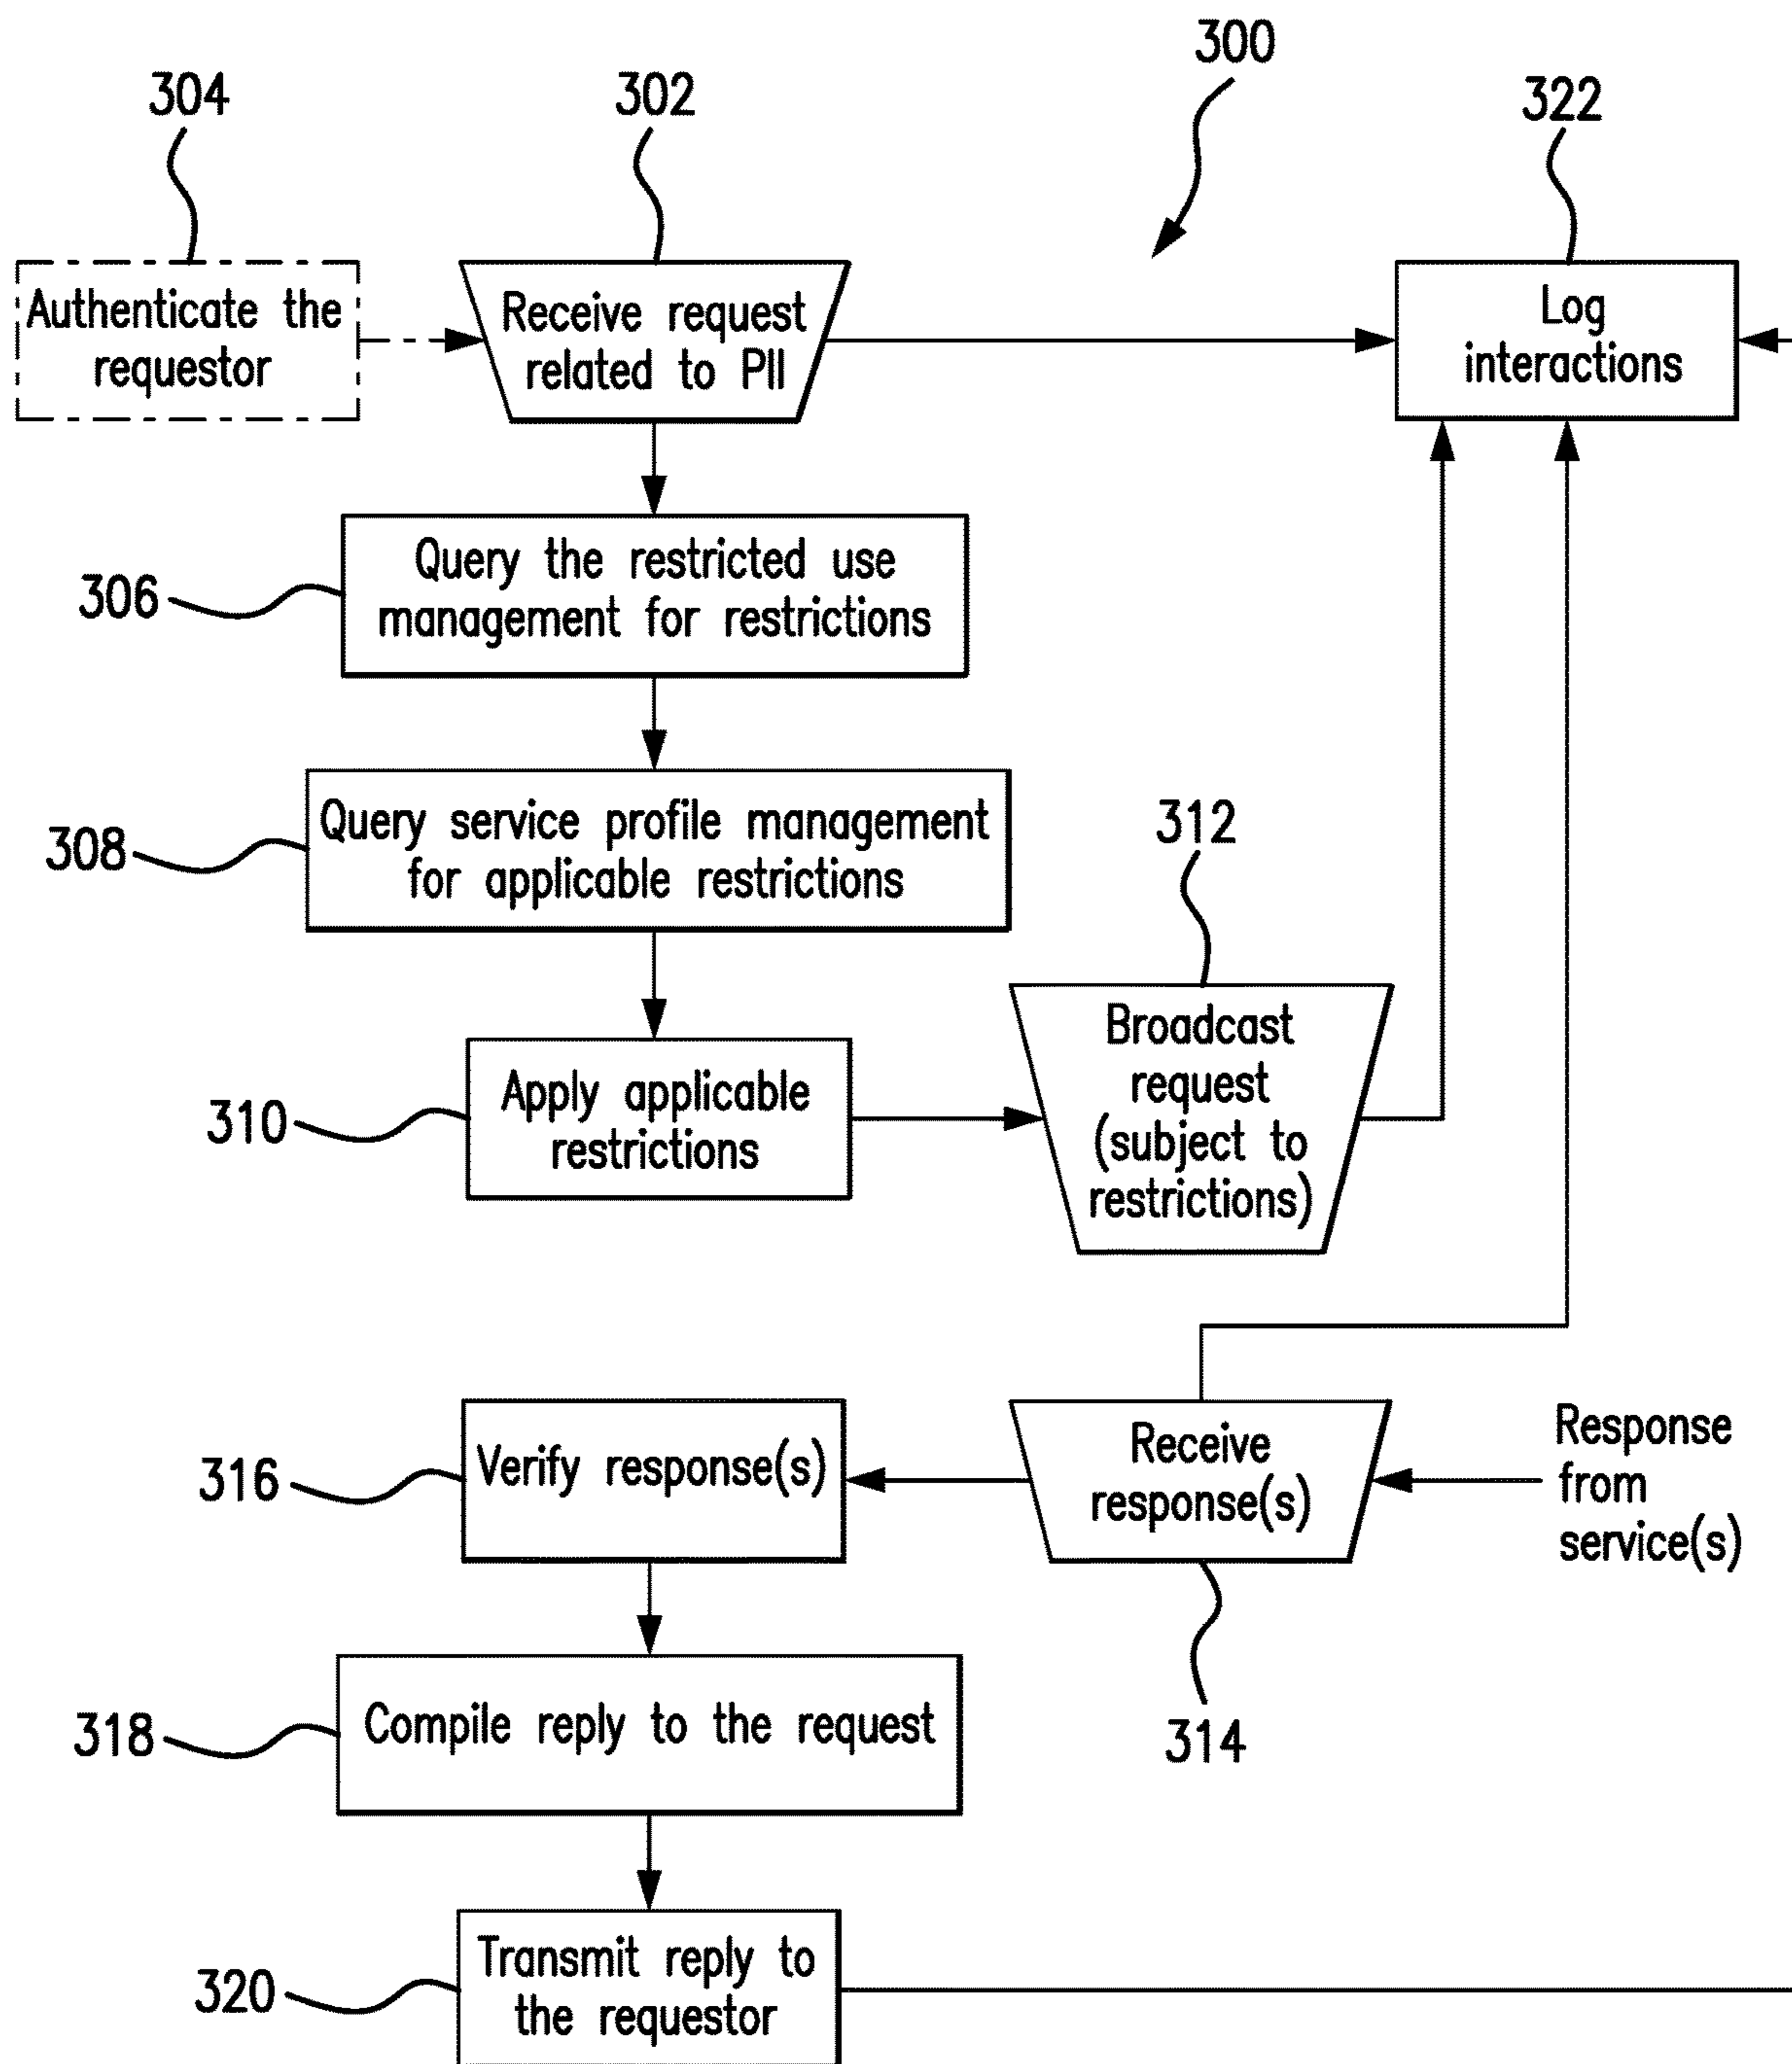 300
304
302
322
Authenticate the
requestor
Receive request
related to PII
Log
interactions
306
Query the restricted use
management for restrictions
308
Query service profile management
for applicable restrictions
312
310
Apply applicable
restrictions
Broadcast
request
(subject to
restrictions)
316
Verify response(s)
Receive
response(s)
Response
from
service(s)
314
318
Compile reply to the request
320
Transmit reply to
the requestor